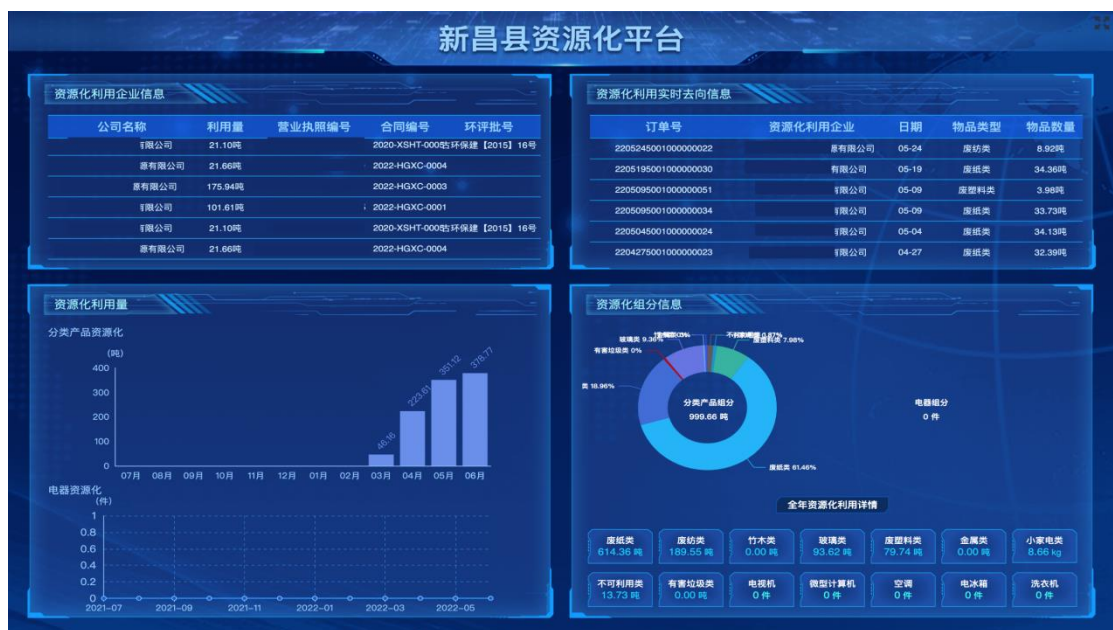 新昌县资源化平台
资源化利用企业信息
公司名称 利用量 营业执照编号 合同编号 环评批号
限公司 21.10吨 2020-XSHT-0005 环保建【2015】16号
源有限公司 21.66吨 2022-HGXC-0004
源有限公司 175.94吨 2022-HGXC-0003
限公司 101.61吨 2022-HGXC-0001
限公司 21.10吨 2020-XSHT-0005 环保建【2015】16号
源有限公司 21.66吨 2022-HGXC-0004
资源化利用实时去向信息
订单号 资源化利用企业 日期 物品类型 物品数量
2205245001000000022 有限公司 05-24 废纺类 8.92吨
2205195001000000030 有限公司 05-19 废纸类 34.36吨
2205095001000000051 限公司 05-09 废塑料类 3.98吨
2205095001000000034 限公司 05-09 废纸类 33.73吨
2205045001000000024 限公司 05-04 废纸类 34.13吨
2204275001000000023 限公司 04-27 废纸类 32.39吨
资源化利用量
分类产品资源化
(吨)
400
300
200
100
0
46.16 223.61 351.12 378.77
07月 08月 09月 10月 11月 12月 01月 02月 03月 04月 05月 06月
电器资源化
(件)
1
0.8
0.6
0.4
0.2
0
2021-07 2021-09 2021-11 2022-01 2022-03 2022-05
资源化组分信息
玻璃类 9.36%
废塑料类 7.98%
有害垃圾类 0%
类 18.96%
分类产品组分
999.66 吨
废纸类 61.46%
电器组分
0 件
全年资源化利用详情
废纸类 废纺类 竹木类 玻璃类 废塑料类 金属类 小家电类
614.36 吨 189.55 吨 0.00 吨 93.62 吨 79.74 吨 0.00 吨 8.66 kg
不可利用类 有害垃圾类 电视机 微型计算机 空调 电冰箱 洗衣机
13.73 吨 0.00 吨 0 件 0 件 0 件 0 件 0 件